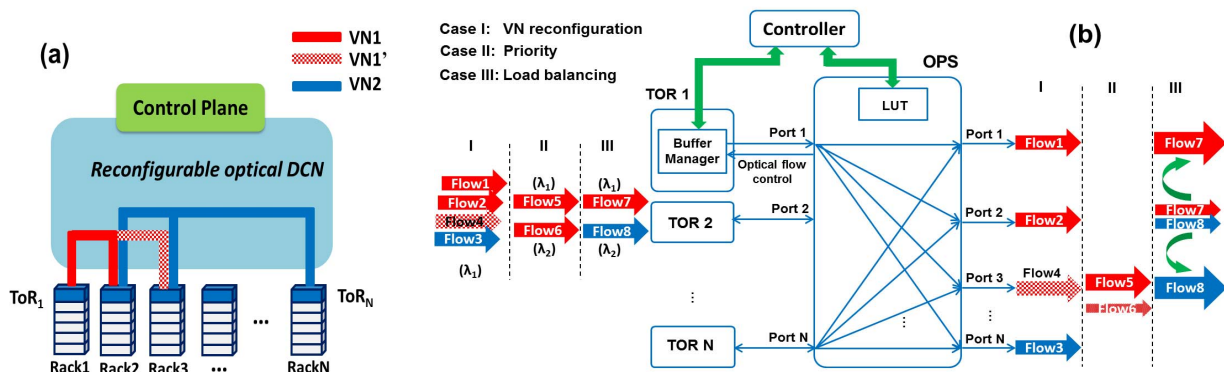 (a)
VN1
VN1'
VN2
Control Plane
Reconfigurable optical DCN
ToR1
ToRN
Rack1
Rack2
Rack3
...
...
RackN
(b)
Case I: VN reconfiguration
Case II: Priority
Case III: Load balancing
Controller
OPS
LUT
TOR 1
Buffer Manager
Port 1
Optical flow control
TOR 2
Port 2
...
TOR N
Port N
I
II
III
Flow1
Flow2
Flow4
Flow3
(λ1)
(λ1)
Flow5
Flow6
(λ2)
(λ1)
Flow7
Flow8
(λ2)
Port 1
Port 2
Port 3
...
Port N
I
II
III
Flow1
Flow2
Flow4
...
Flow3
Flow5
Flow6
Flow7
Flow7
Flow8
Flow8